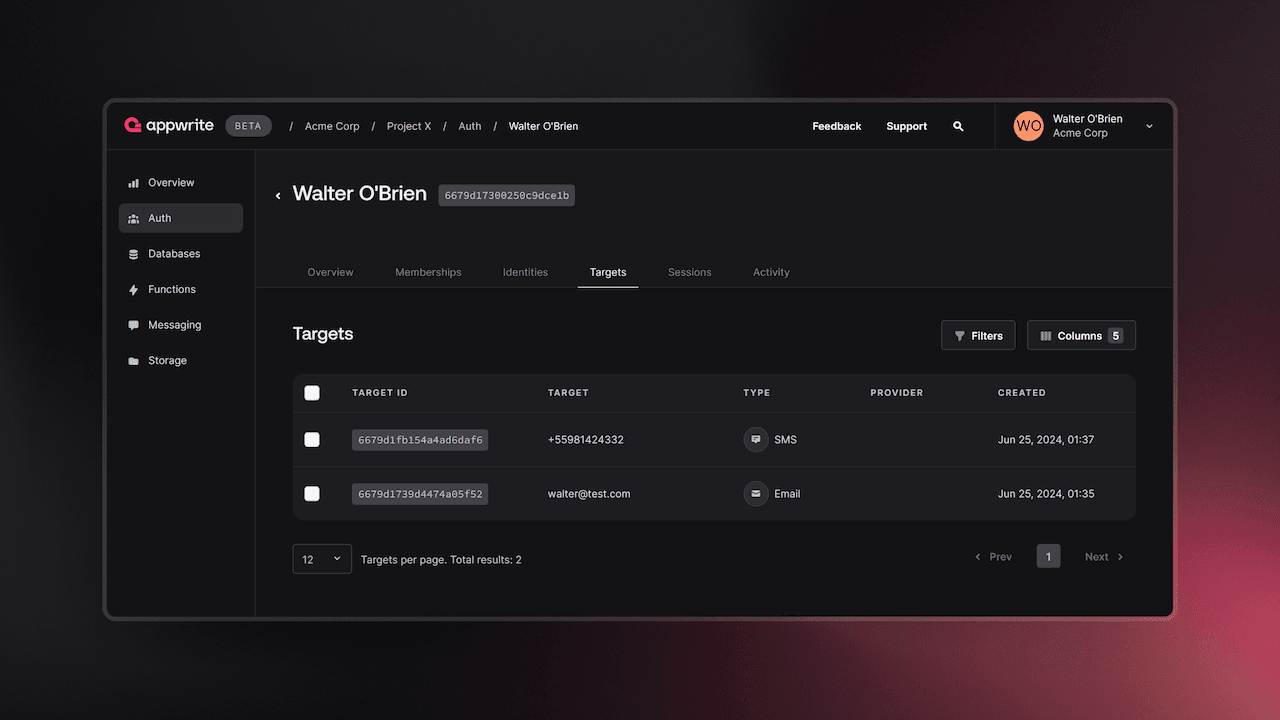 appwrite BETA / Acme Corp / Project X / Auth / Walter O'Brien Feedback Support WO Walter O'Brien
Acme Corp
Overview
Auth
Databases
Functions
Messaging
Storage
Walter O'Brien 6679d17300250c9dce1b
Overview Memberships Identities Targets Sessions Activity
Targets Filters Columns 5
TARGET ID TARGET TYPE PROVIDER CREATED
6679d1fb154a4ad6daf6 +55981424332 SMS Jun 25, 2024, 01:37
6679d1739d4474a05f52 walter@test.com Email Jun 25, 2024, 01:35
12 Targets per page. Total results: 2 Prev 1 Next